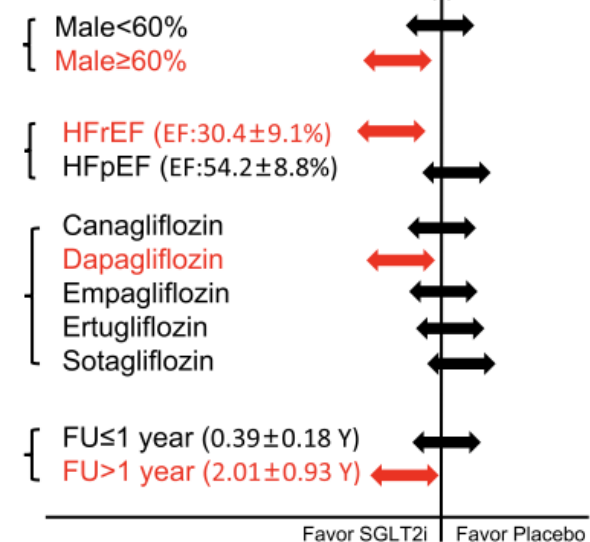 Male<60%
Male≥60%
HFrEF (EF:30.4±9.1%)
HFpEF (EF:54.2±8.8%)
Canagliflozin
Dapagliflozin
Empagliflozin
Ertugliflozin
Sotagliflozin
FU≤1 year (0.39±0.18 Y)
FU>1 year (2.01±0.93 Y)
Favor SGLT2i Favor Placebo